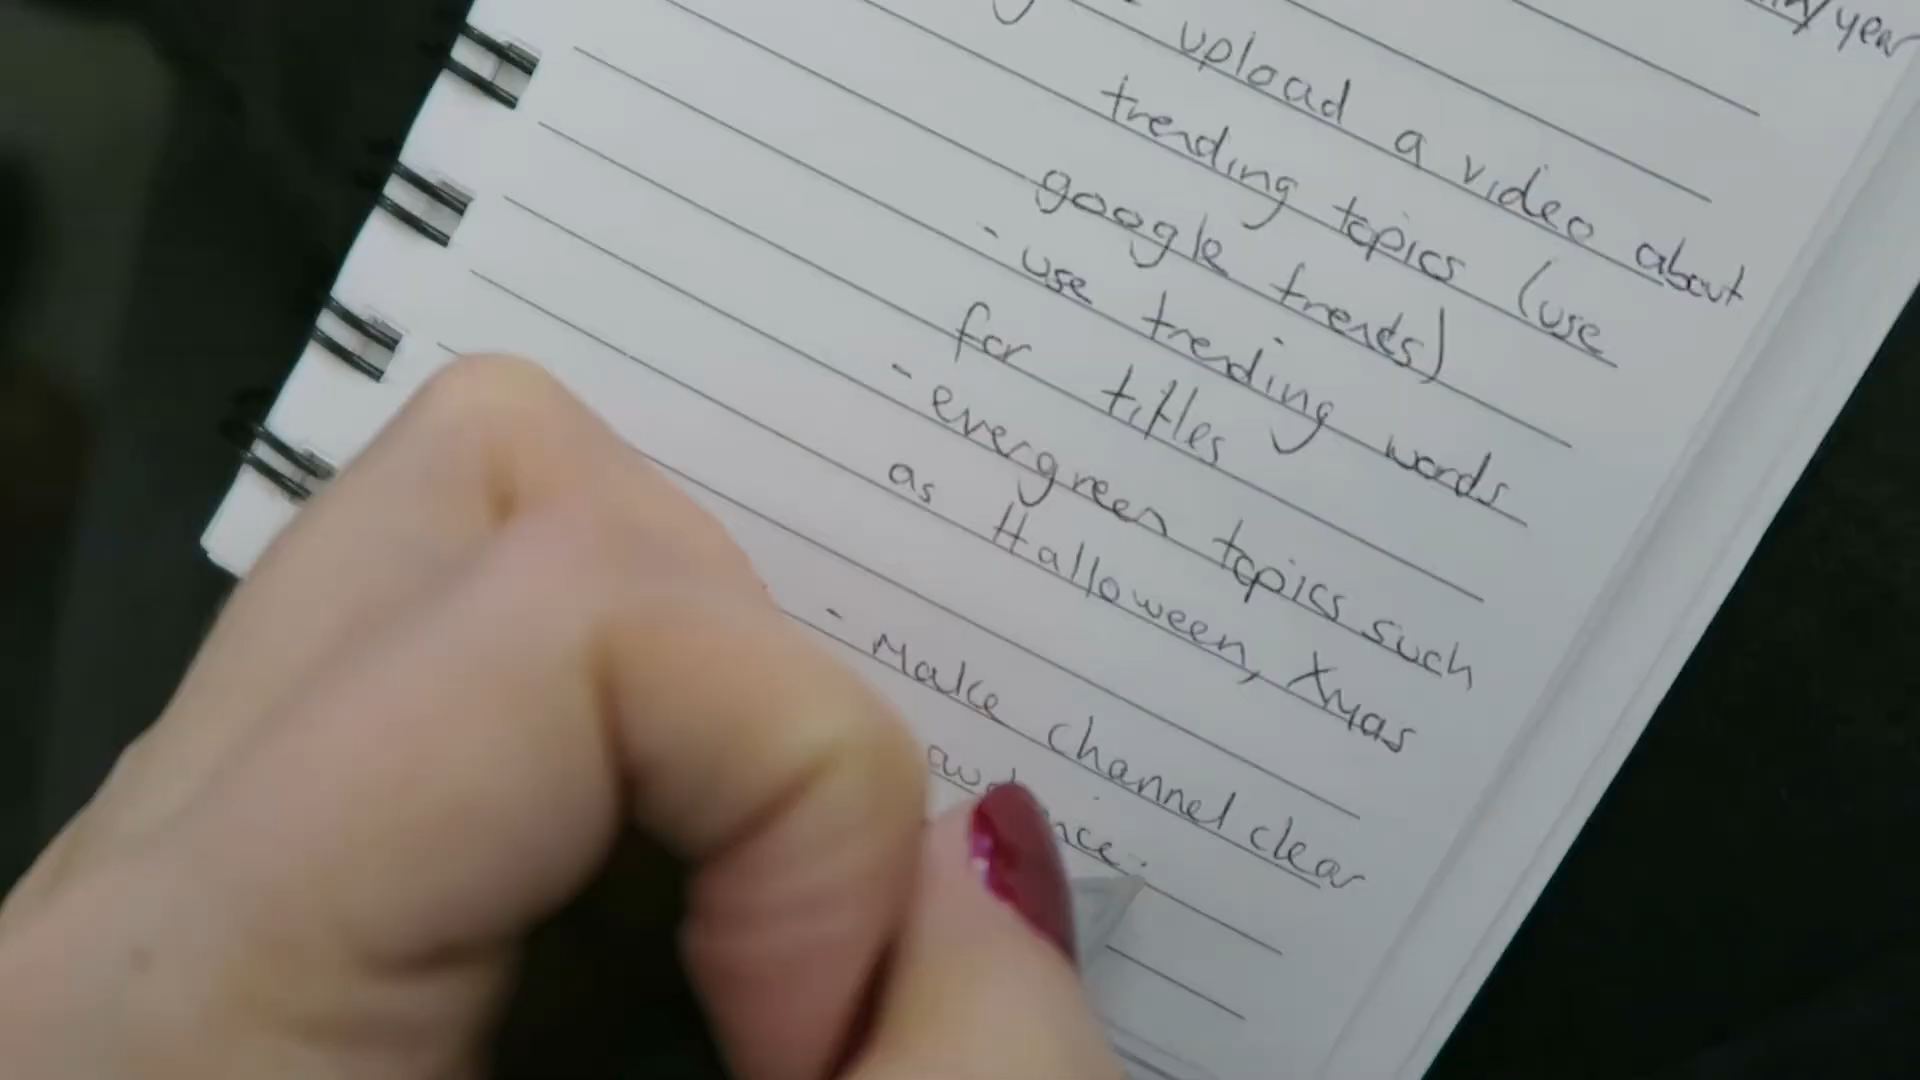 /year
- upload a video about
trending topics (use
google trends)
- use trending words
for titles
- evergreen topics such
as Halloween, Xmas
- Make channel clear